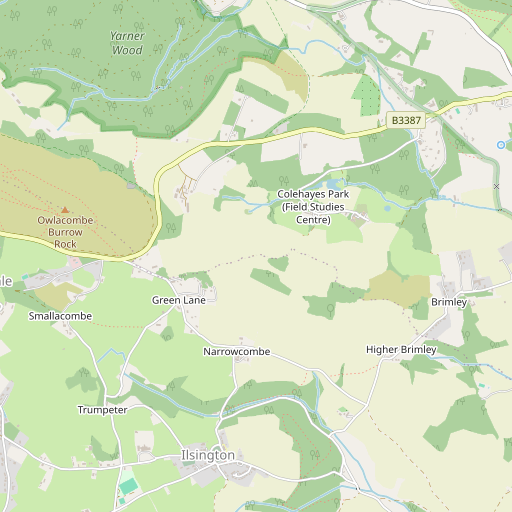 Yarner
Wood
B3387
Colehayes Park
(Field Studies
Centre)
Owlacombe
Burrow
Rock
ale
Green Lane
Brimley
Smallacombe
Narrowcombe
Higher Brimley
Trumpeter
Ilsington